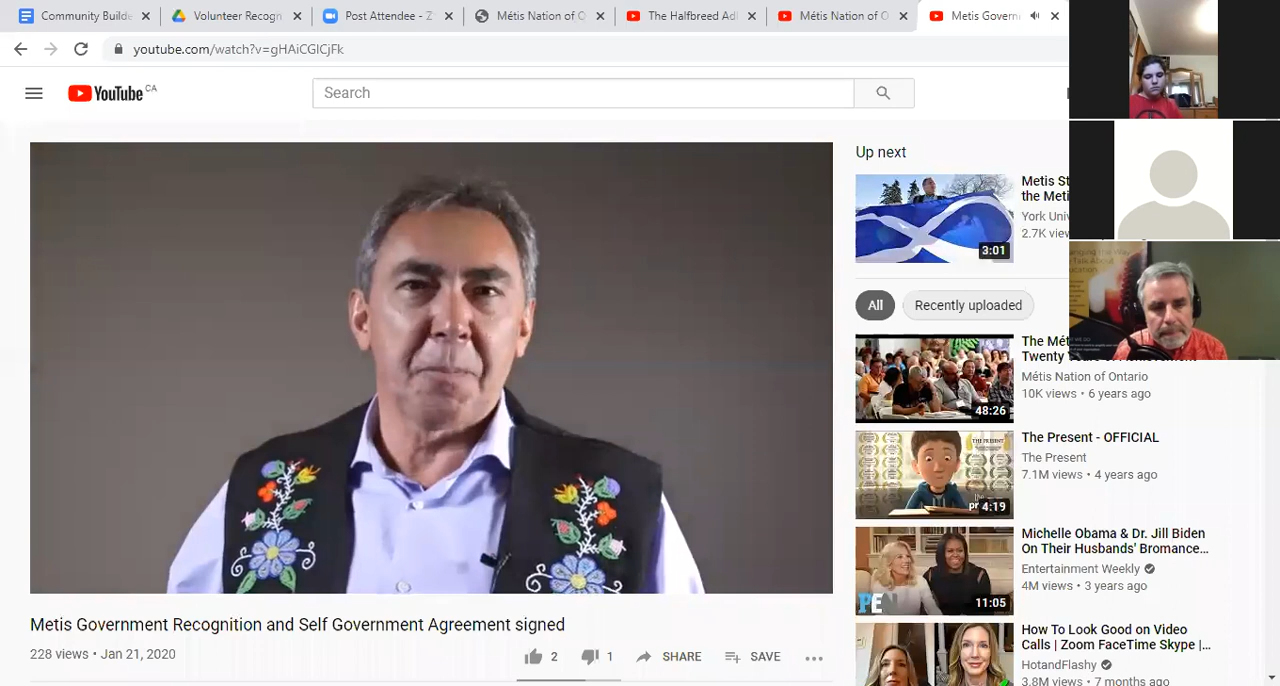 Community Builde
Volunteer Recogn
Post Attendee - Z
Métis Nation of O
The Halfbreed Adl
Métis Nation of O
Metis Governm
youtube.com/watch?v=gHAiCGlCjFk
YouTube CA
Search
Metis Government Recognition and Self Government Agreement signed
228 views • Jan 21, 2020
2
1
SHARE
SAVE
Up next
3:01
Metis St
the Meti
York Univ
2.7K view
All
Recently uploaded
48:26
The Mét
Twenty
Métis Nation of Ontario
10K views • 6 years ago
THE PRESENT
4:19
The Present - OFFICIAL
The Present
7.1M views • 4 years ago
PE
11:05
Michelle Obama & Dr. Jill Biden
On Their Husbands' Bromance...
Entertainment Weekly
4M views • 3 years ago
How To Look Good on Video
Calls | Zoom FaceTime Skype |...
HotandFlashy
3.8M views • 7 months ago